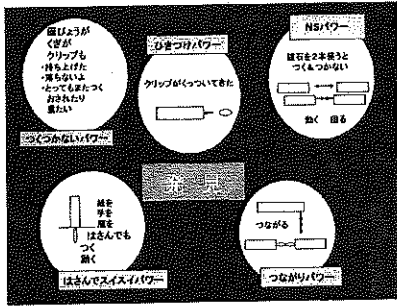 画びょうが
くぎが
クリップも
・持ち上げた
・落ちないよ
・とってもまたつく
おされたり
重たい
つくつかないパワー
ひきつけパワー
クリップがくっついてきた
NSパワー
磁石を2本使うと
つく&つかない
動く 回る
発見
紙を
手を
服を
はさんでも
つく
動く
はさんでスイスイパワー
つながる
つながりパワー